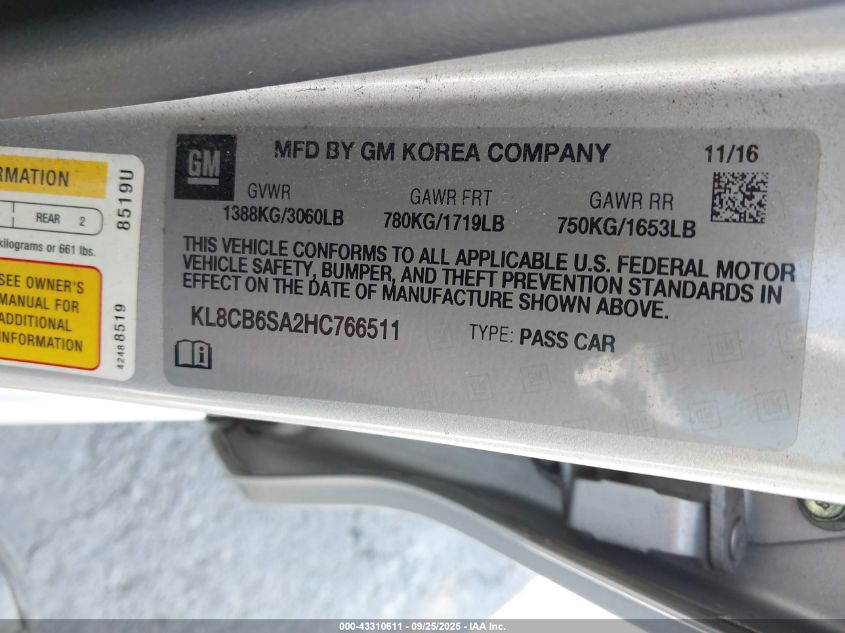 GM
MFD BY GM KOREA COMPANY 11/16
GVWR GAWR FRT GAWR RR
1388KG/3060LB 780KG/1719LB 750KG/1653LB
THIS VEHICLE CONFORMS TO ALL APPLICABLE U.S. FEDERAL MOTOR
VEHICLE SAFETY, BUMPER, AND THEFT PREVENTION STANDARDS IN
EFFECT ON THE DATE OF MANUFACTURE SHOWN ABOVE.
KL8CB6SA2HC766511 TYPE: PASS CAR
REAR 2
kilograms or 661 lbs.
SEE OWNER'S
MANUAL FOR
ADDITIONAL
INFORMATION
8519U
42488519
000-43310611 - 09/25/2025 - IAA Inc.